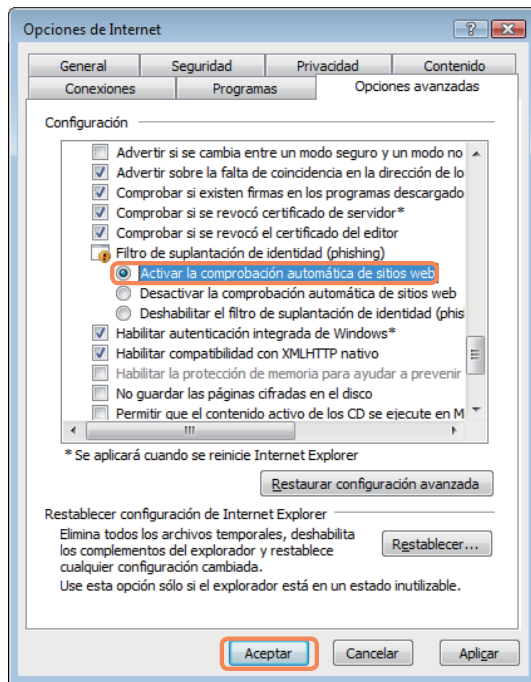 Opciones de Internet
General Seguridad Privacidad Contenido
Conexiones Programas Opciones avanzadas
Configuración
Advertir si se cambia entre un modo seguro y un modo no
Advertir sobre la falta de coincidencia en la dirección de lo
Comprobar si existen firmas en los programas descargado
Comprobar si se revocó certificado de servidor*
Comprobar si se revocó el certificado del editor
Filtro de suplantación de identidad (phishing)
Activar la comprobación automática de sitios web
Desactivar la comprobación automática de sitios web
Deshabilitar el filtro de suplantación de identidad (phis
Habilitar autenticación integrada de Windows*
Habilitar compatibilidad con XMLHTTP nativo
Habilitar la protección de memoria para ayudar a prevenir
No guardar las páginas cifradas en el disco
Permitir que el contenido activo de los CD se ejecute en M
* Se aplicará cuando se reinicie Internet Explorer
Restaurar configuración avanzada
Restablecer configuración de Internet Explorer
Elimina todos los archivos temporales, deshabilita
los complementos del explorador y restablece
cualquier configuración cambiada.
Restablecer...
Use esta opción sólo si el explorador está en un estado inutilizable.
Aceptar Cancelar Aplicar